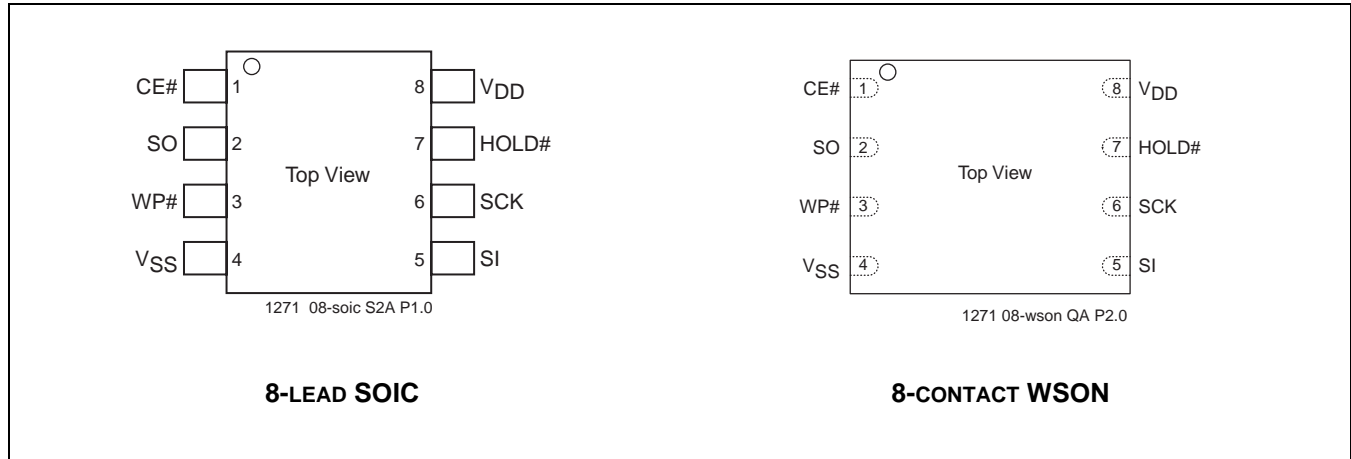 CE# 1 8 VDD
SO 2 7 HOLD#
Top View
WP# 3 6 SCK
VSS 4 5 SI
1271 08-soic S2A P1.0
8-LEAD SOIC
CE# 1 8 VDD
SO 2 7 HOLD#
Top View
WP# 3 6 SCK
VSS 4 5 SI
1271 08-wson QA P2.0
8-CONTACT WSON